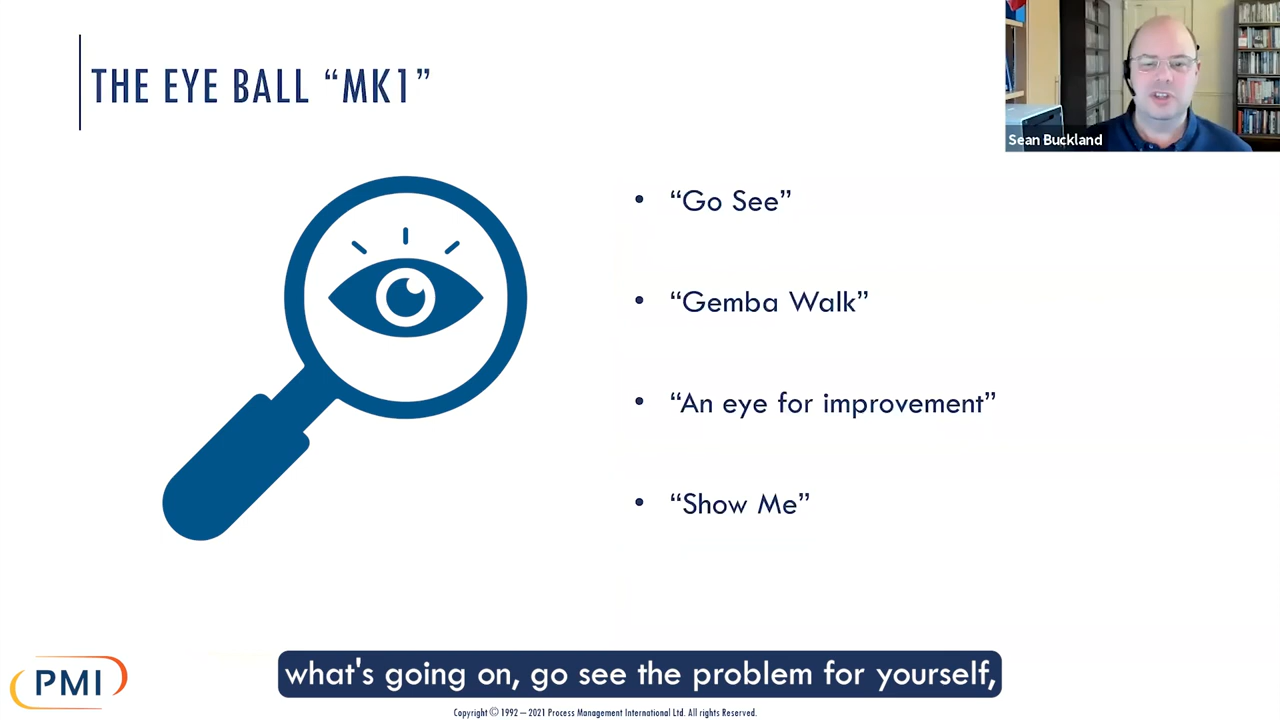 THE EYE BALL “MK1”
Sean Buckland
• “Go See”
• “Gemba Walk”
• “An eye for improvement”
• “Show Me”
what's going on, go see the problem for yourself,
PMI
Copyright © 1992 – 2021 Process Management International Ltd. All rights Reserved.